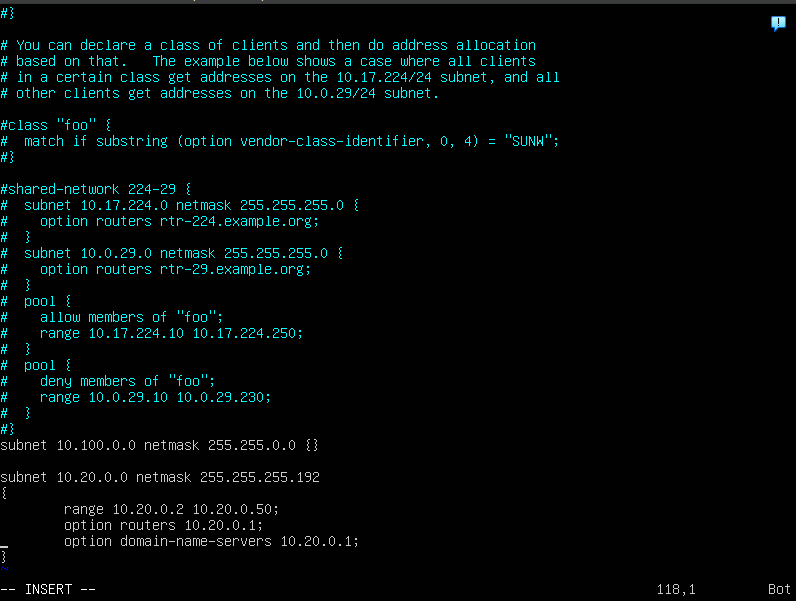 #}
# You can declare a class of clients and then do address allocation
# based on that.   The example below shows a case where all clients
# in a certain class get addresses on the 10.17.224/24 subnet, and all
# other clients get addresses on the 10.0.29/24 subnet.
#class "foo" {
#  match if substring (option vendor-class-identifier, 0, 4) = "SUNW";
#}
#shared-network 224-29 {
#  subnet 10.17.224.0 netmask 255.255.255.0 {
#    option routers rtr-224.example.org;
#  }
#  subnet 10.0.29.0 netmask 255.255.255.0 {
#    option routers rtr-29.example.org;
#  }
#  pool {
#    allow members of "foo";
#    range 10.17.224.10 10.17.224.250;
#  }
#  pool {
#    deny members of "foo";
#    range 10.0.29.10 10.0.29.230;
#  }
#}
subnet 10.100.0.0 netmask 255.255.0.0 {}
subnet 10.20.0.0 netmask 255.255.255.192
{
        range 10.20.0.2 10.20.0.50;
        option routers 10.20.0.1;
        option domain-name-servers 10.20.0.1;
}
~
-- INSERT --                                                                      118,1         Bot